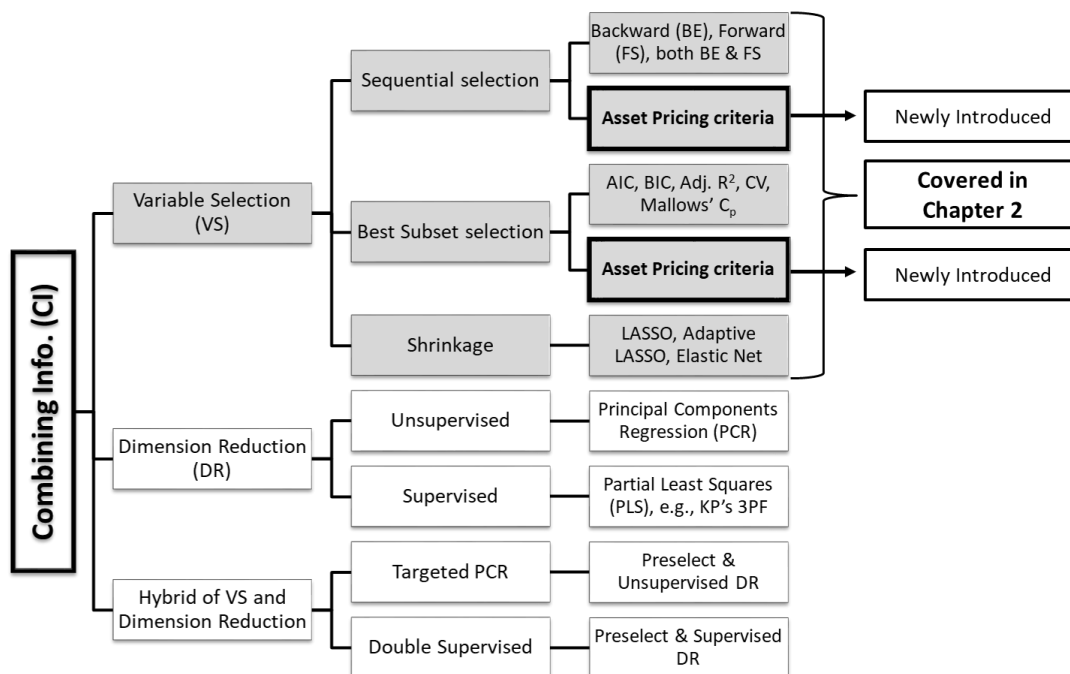 Combining Info. (CI)
Variable Selection
(VS)
Sequential selection
Backward (BE), Forward
(FS), both BE & FS
Asset Pricing criteria
Newly Introduced
Best Subset selection
AIC, BIC, Adj. R², CV,
Mallows' Cₚ
Covered in
Chapter 2
Asset Pricing criteria
Newly Introduced
Shrinkage
LASSO, Adaptive
LASSO, Elastic Net
Dimension Reduction
(DR)
Unsupervised
Principal Components
Regression (PCR)
Supervised
Partial Least Squares
(PLS), e.g., KP's 3PF
Hybrid of VS and
Dimension Reduction
Targeted PCR
Preselect &
Unsupervised DR
Double Supervised
Preselect & Supervised
DR